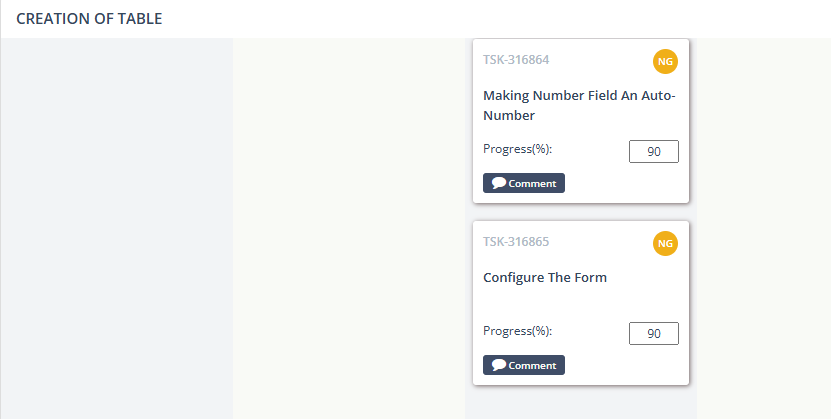 CREATION OF TABLE
TSK-316864
NG
Making Number Field An Auto-
Number
Progress(%):
90
Comment
TSK-316865
NG
Configure The Form
Progress(%):
90
Comment